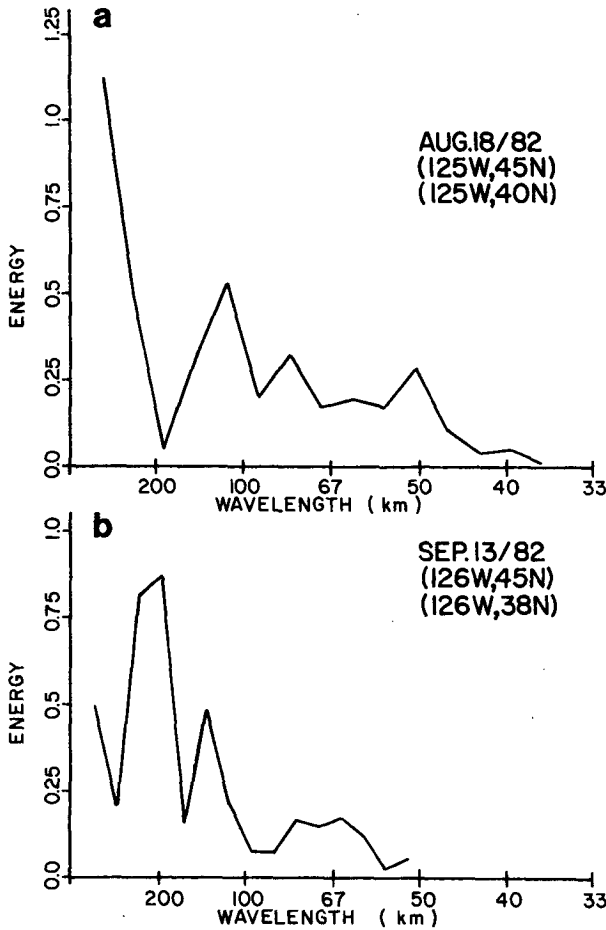 a
1.25
1.0
0.75
0.5
0.25
0.0
ENERGY
AUG.18/82
(125W,45N)
(125W,40N)
200 100 67 50 40 33
WAVELENGTH (km)
b
1.0
0.75
0.5
0.25
0.0
ENERGY
SEP.13/82
(126W,45N)
(126W,38N)
200 100 67 50 40 33
WAVELENGTH (km)